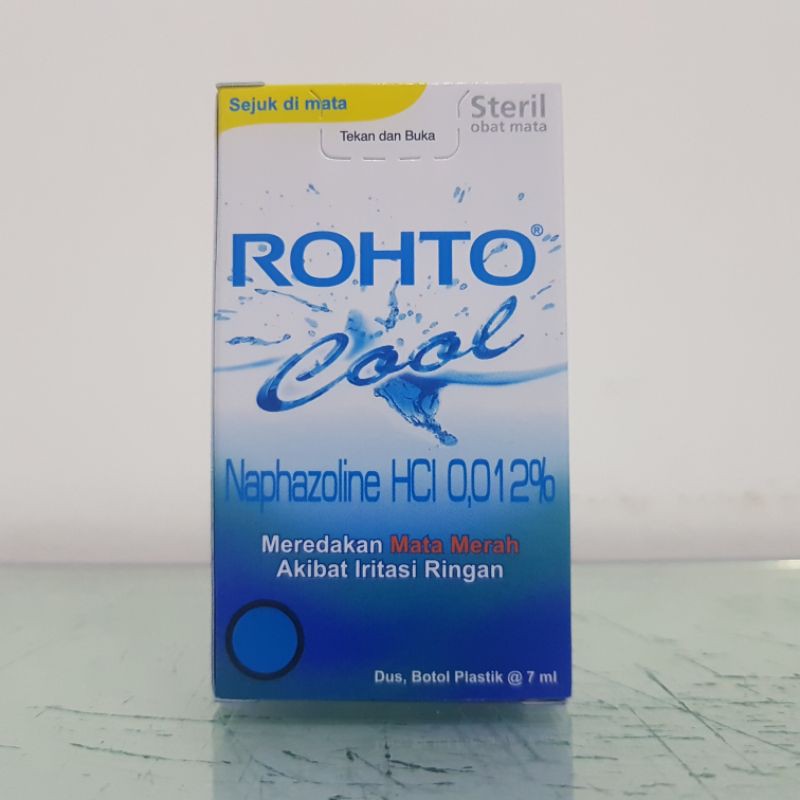 Sejuk di mata
Steril
obat mata
Tekan dan Buka
ROHTO®
Cool
Naphazoline HCl 0,012%
Meredakan Mata Merah
Akibat Iritasi Ringan
Dus, Botol Plastik @ 7 ml